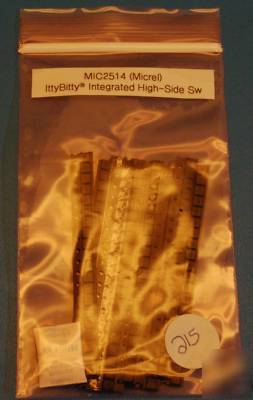 MIC2514 (Micrel)
IttyBitty® Integrated High-Side Sw
215